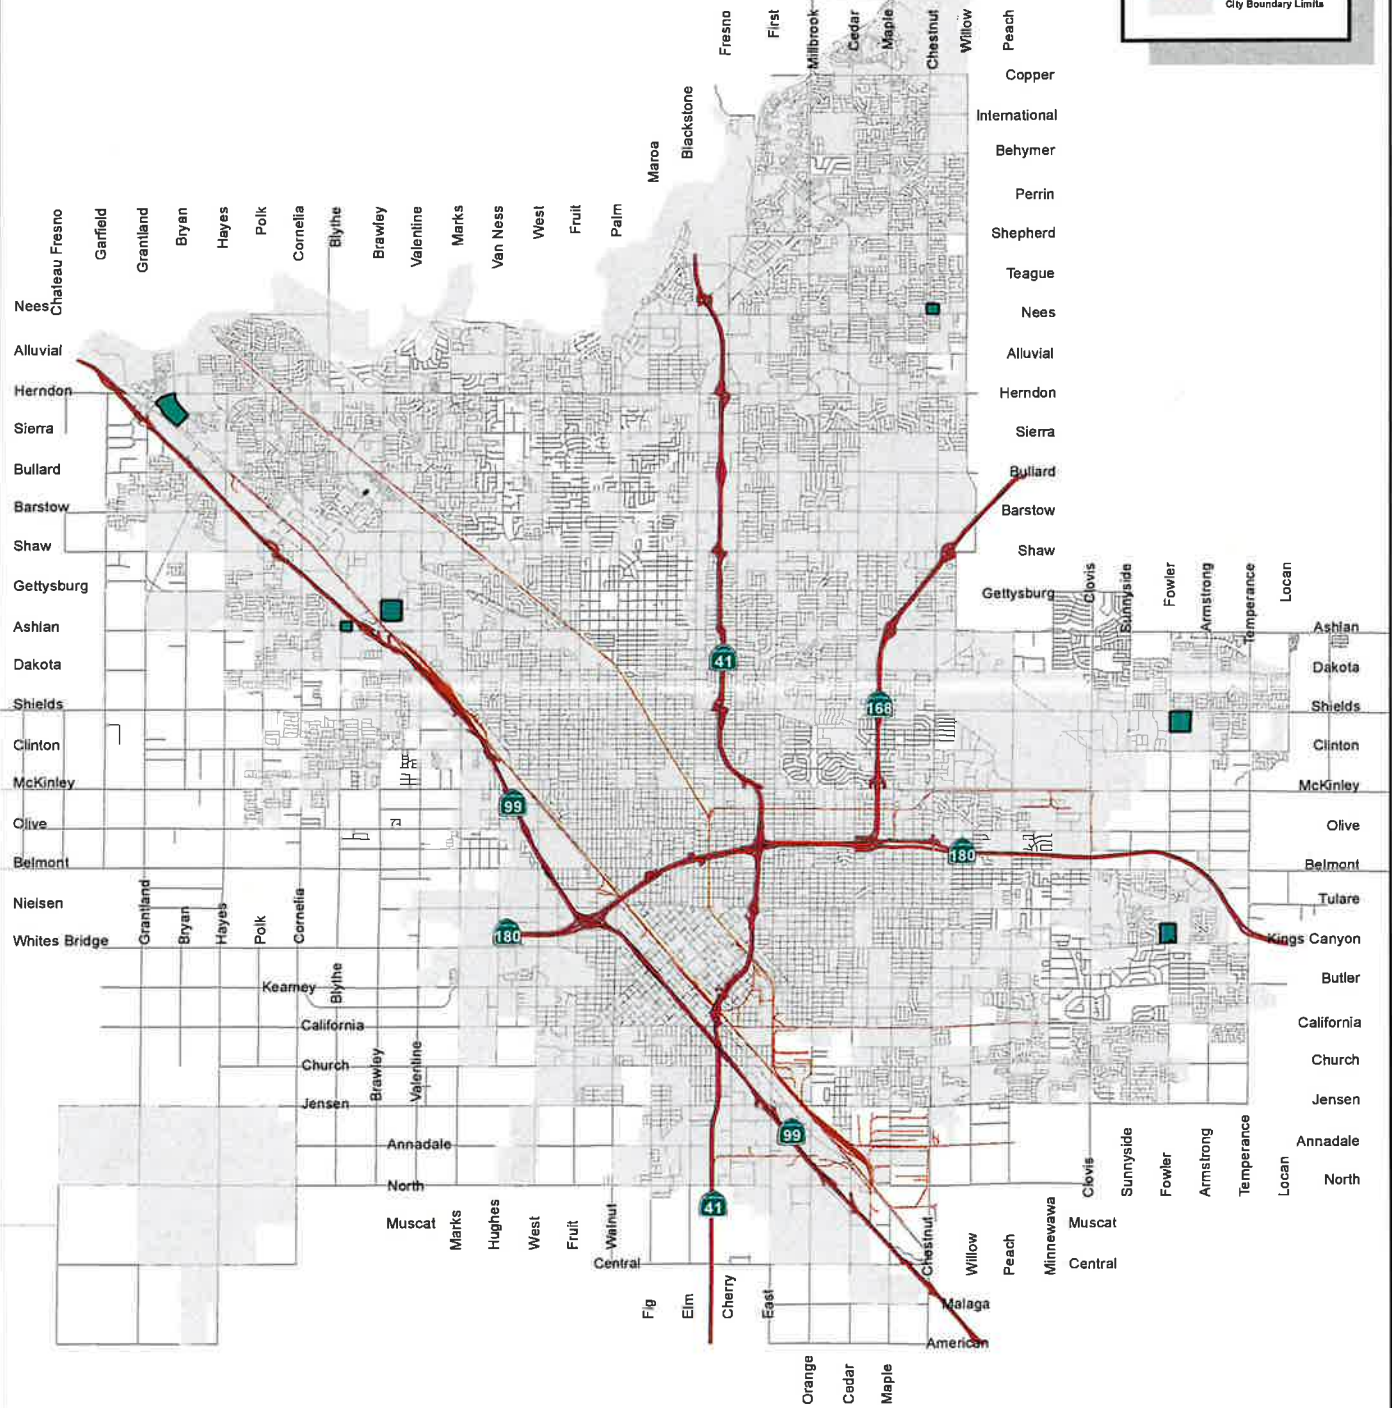 City Boundary Limits
Fresno
First
Millbrook
Cedar
Maple
Chestnut
Willow
Peach
Copper
International
Behymer
Perrin
Shepherd
Teague
Nees
Alluvial
Herndon
Sierra
Bullard
Barstow
Shaw
Gettysburg
Maroa
Blackstone
Chateau Fresno
Garfield
Grantland
Bryan
Hayes
Polk
Cornelia
Blythe
Brawley
Valentine
Marks
Van Ness
West
Fruit
Palm
Nees
Alluvial
Herndon
Sierra
Bullard
Barstow
Shaw
Gettysburg
Ashlan
Dakota
Shields
Clinton
McKinley
Olive
Belmont
Nielsen
Whites Bridge
Clovis
Sunnyside
Fowler
Armstrong
Temperance
Locan
Ashlan
Dakota
Shields
Clinton
McKinley
Olive
Belmont
Tulare
Kings Canyon
Butler
California
Church
Jensen
Annadale
North
41
168
99
180
180
99
41
Grantland
Bryan
Hayes
Polk
Cornelia
Blythe
Kearney
California
Church
Brawley
Valentine
Jensen
Annadale
North
Muscat
Marks
Hughes
West
Fruit
Walnut
Central
Fig
Elm
Cherry
East
Orange
Cedar
Maple
Chestnut
Willow
Peach
Minnewawa
Clovis
Sunnyside
Fowler
Armstrong
Temperance
Locan
Muscat
Central
Malaga
American